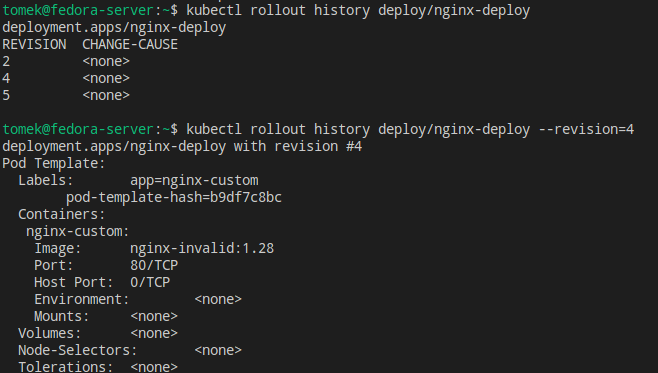 tomek@fedora-server:~$ kubectl rollout history deploy/nginx-deploy
deployment.apps/nginx-deploy
REVISION  CHANGE-CAUSE
2         <none>
4         <none>
5         <none>

tomek@fedora-server:~$ kubectl rollout history deploy/nginx-deploy --revision=4
deployment.apps/nginx-deploy with revision #4
Pod Template:
  Labels:       app=nginx-custom
        pod-template-hash=b9df7c8bc
  Containers:
   nginx-custom:
    Image:      nginx-invalid:1.28
    Port:       80/TCP
    Host Port:  0/TCP
    Environment:        <none>
    Mounts:     <none>
  Volumes:      <none>
  Node-Selectors:       <none>
  Tolerations:  <none>